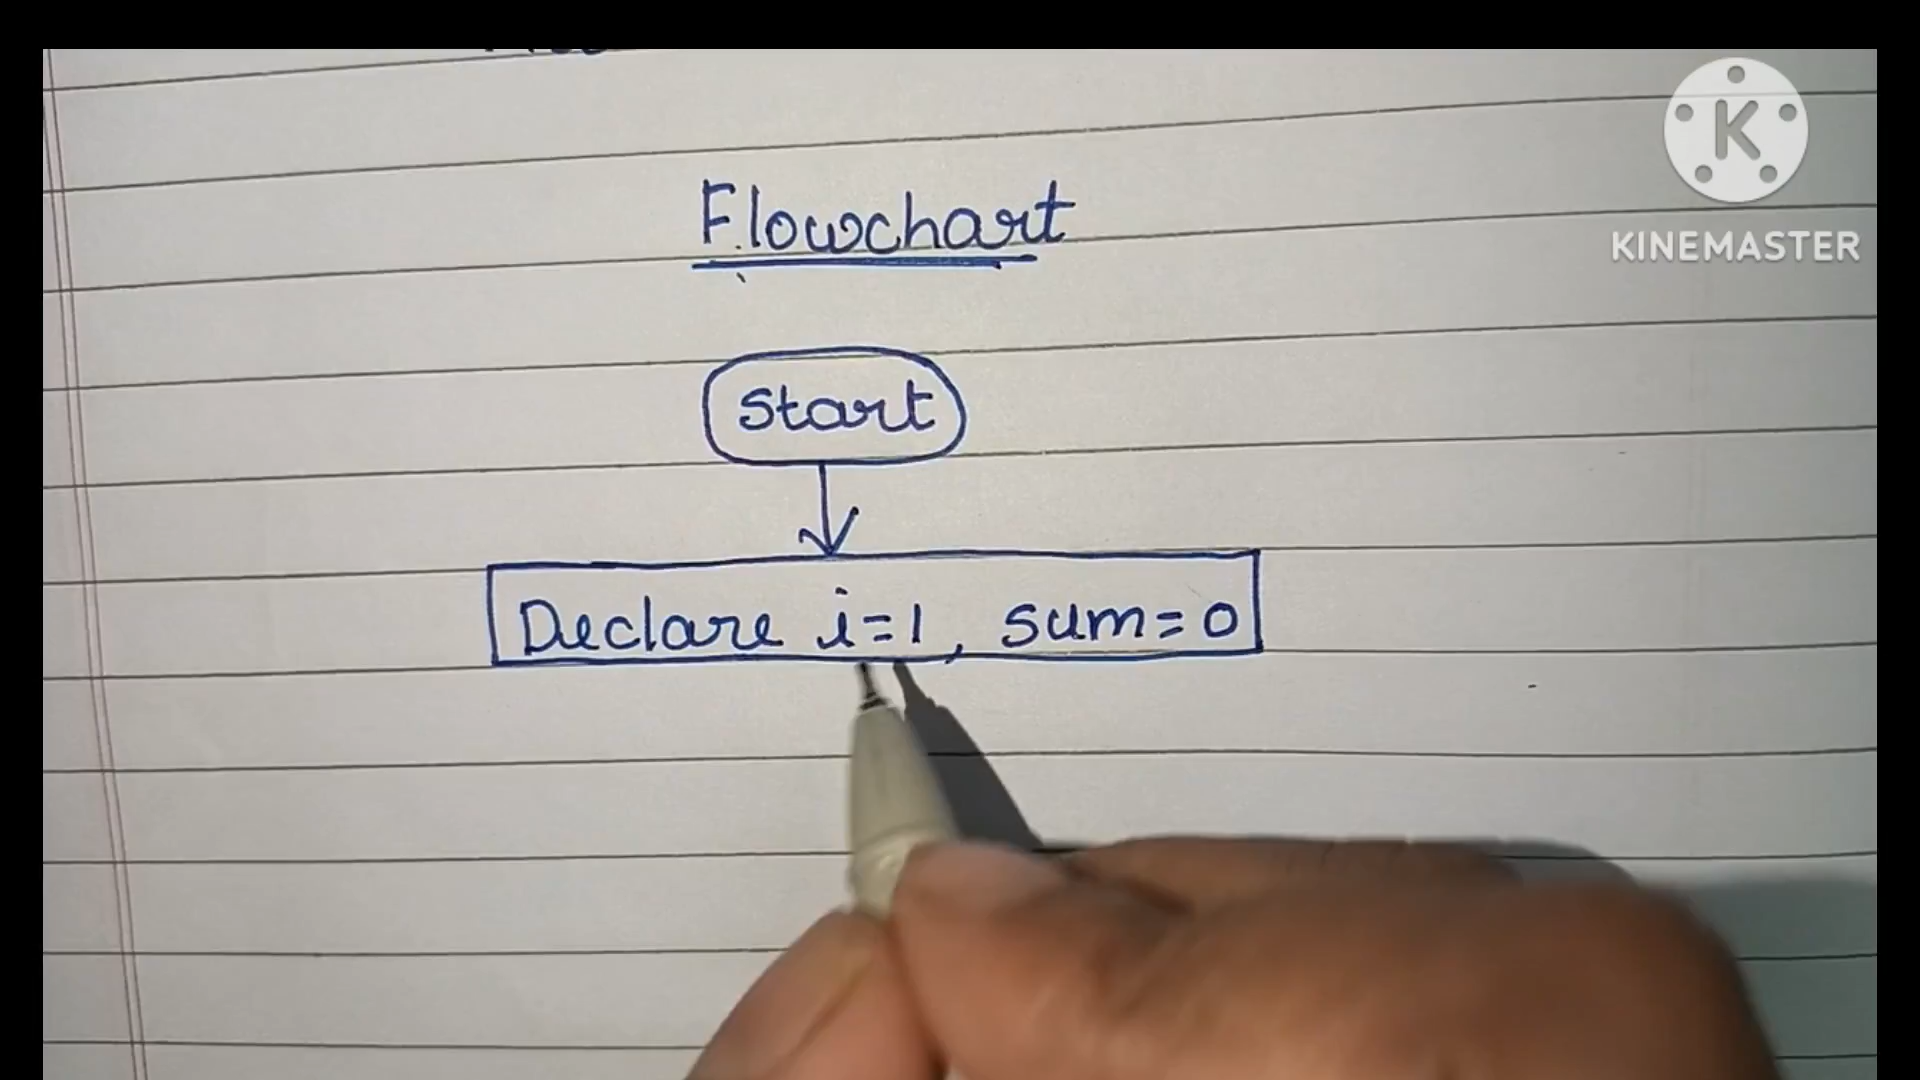 Flowchart
Start
Declare i=1, sum=0
K
KINEMASTER